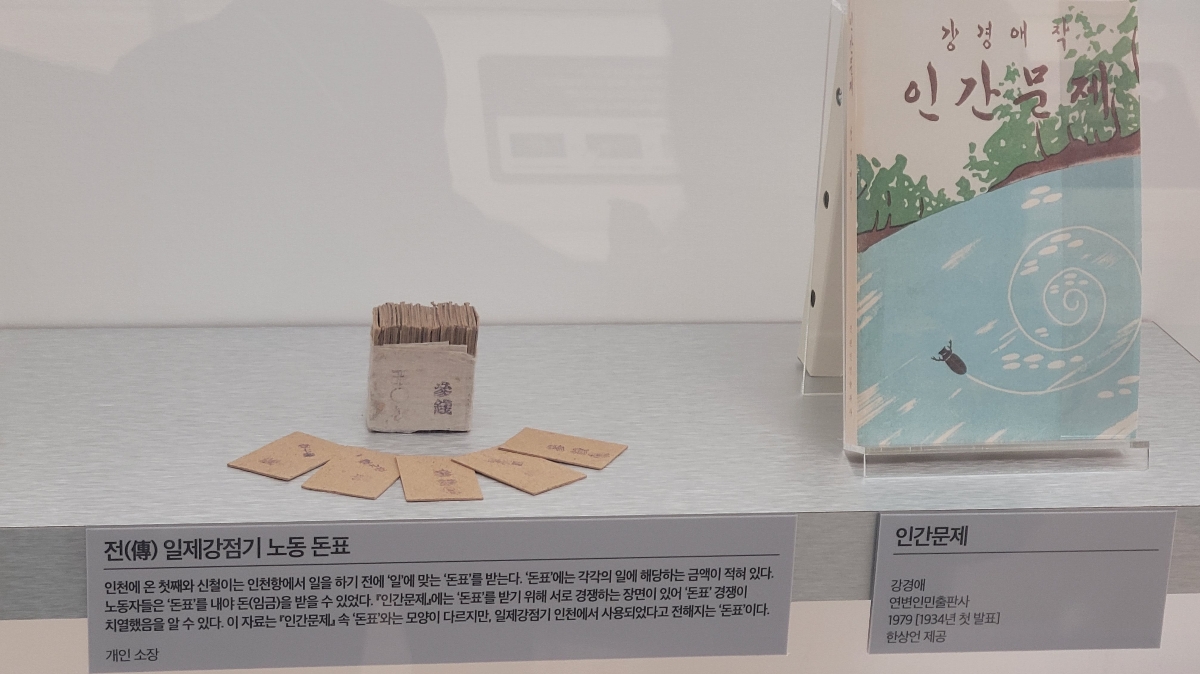 강경애 작
인간문제
參錢
전(傳) 일제강점기 노동 돈표
인천에 온 첫째와 신철이는 인천항에서 일을 하기 전에 '일'에 맞는 '돈표'를 받는다. '돈표'에는 각각의 일에 해당하는 금액이 적혀 있다.
노동자들은 '돈표'를 내야 돈(임금)을 받을 수 있었다. 『인간문제』에는 '돈표'를 받기 위해 서로 경쟁하는 장면이 있어 '돈표' 경쟁이
치열했음을 알 수 있다. 이 자료는 『인간문제』 속 '돈표'와는 모양이 다르지만, 일제강점기 인천에서 사용되었다고 전해지는 '돈표'이다.
개인 소장
인간문제
강경애
연변인민출판사
1979 [1934년 첫 발표]
한상언 제공